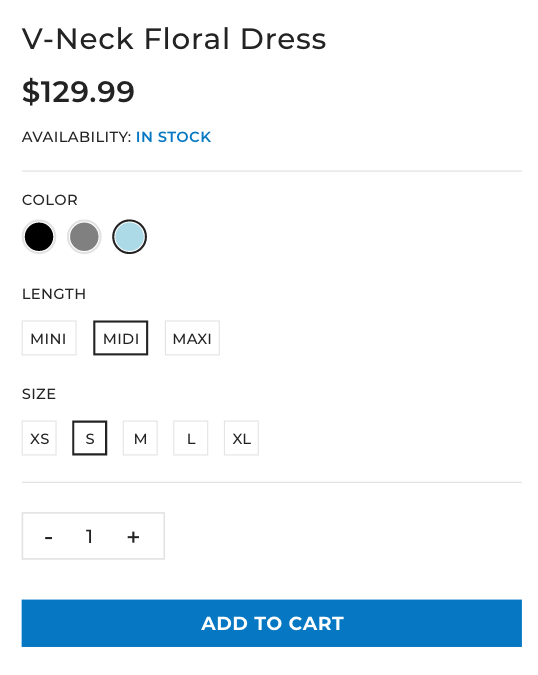 V-Neck Floral Dress
$129.99
AVAILABILITY: IN STOCK
COLOR
LENGTH
MINI MIDI MAXI
SIZE
XS S M L XL
- 1 +
ADD TO CART